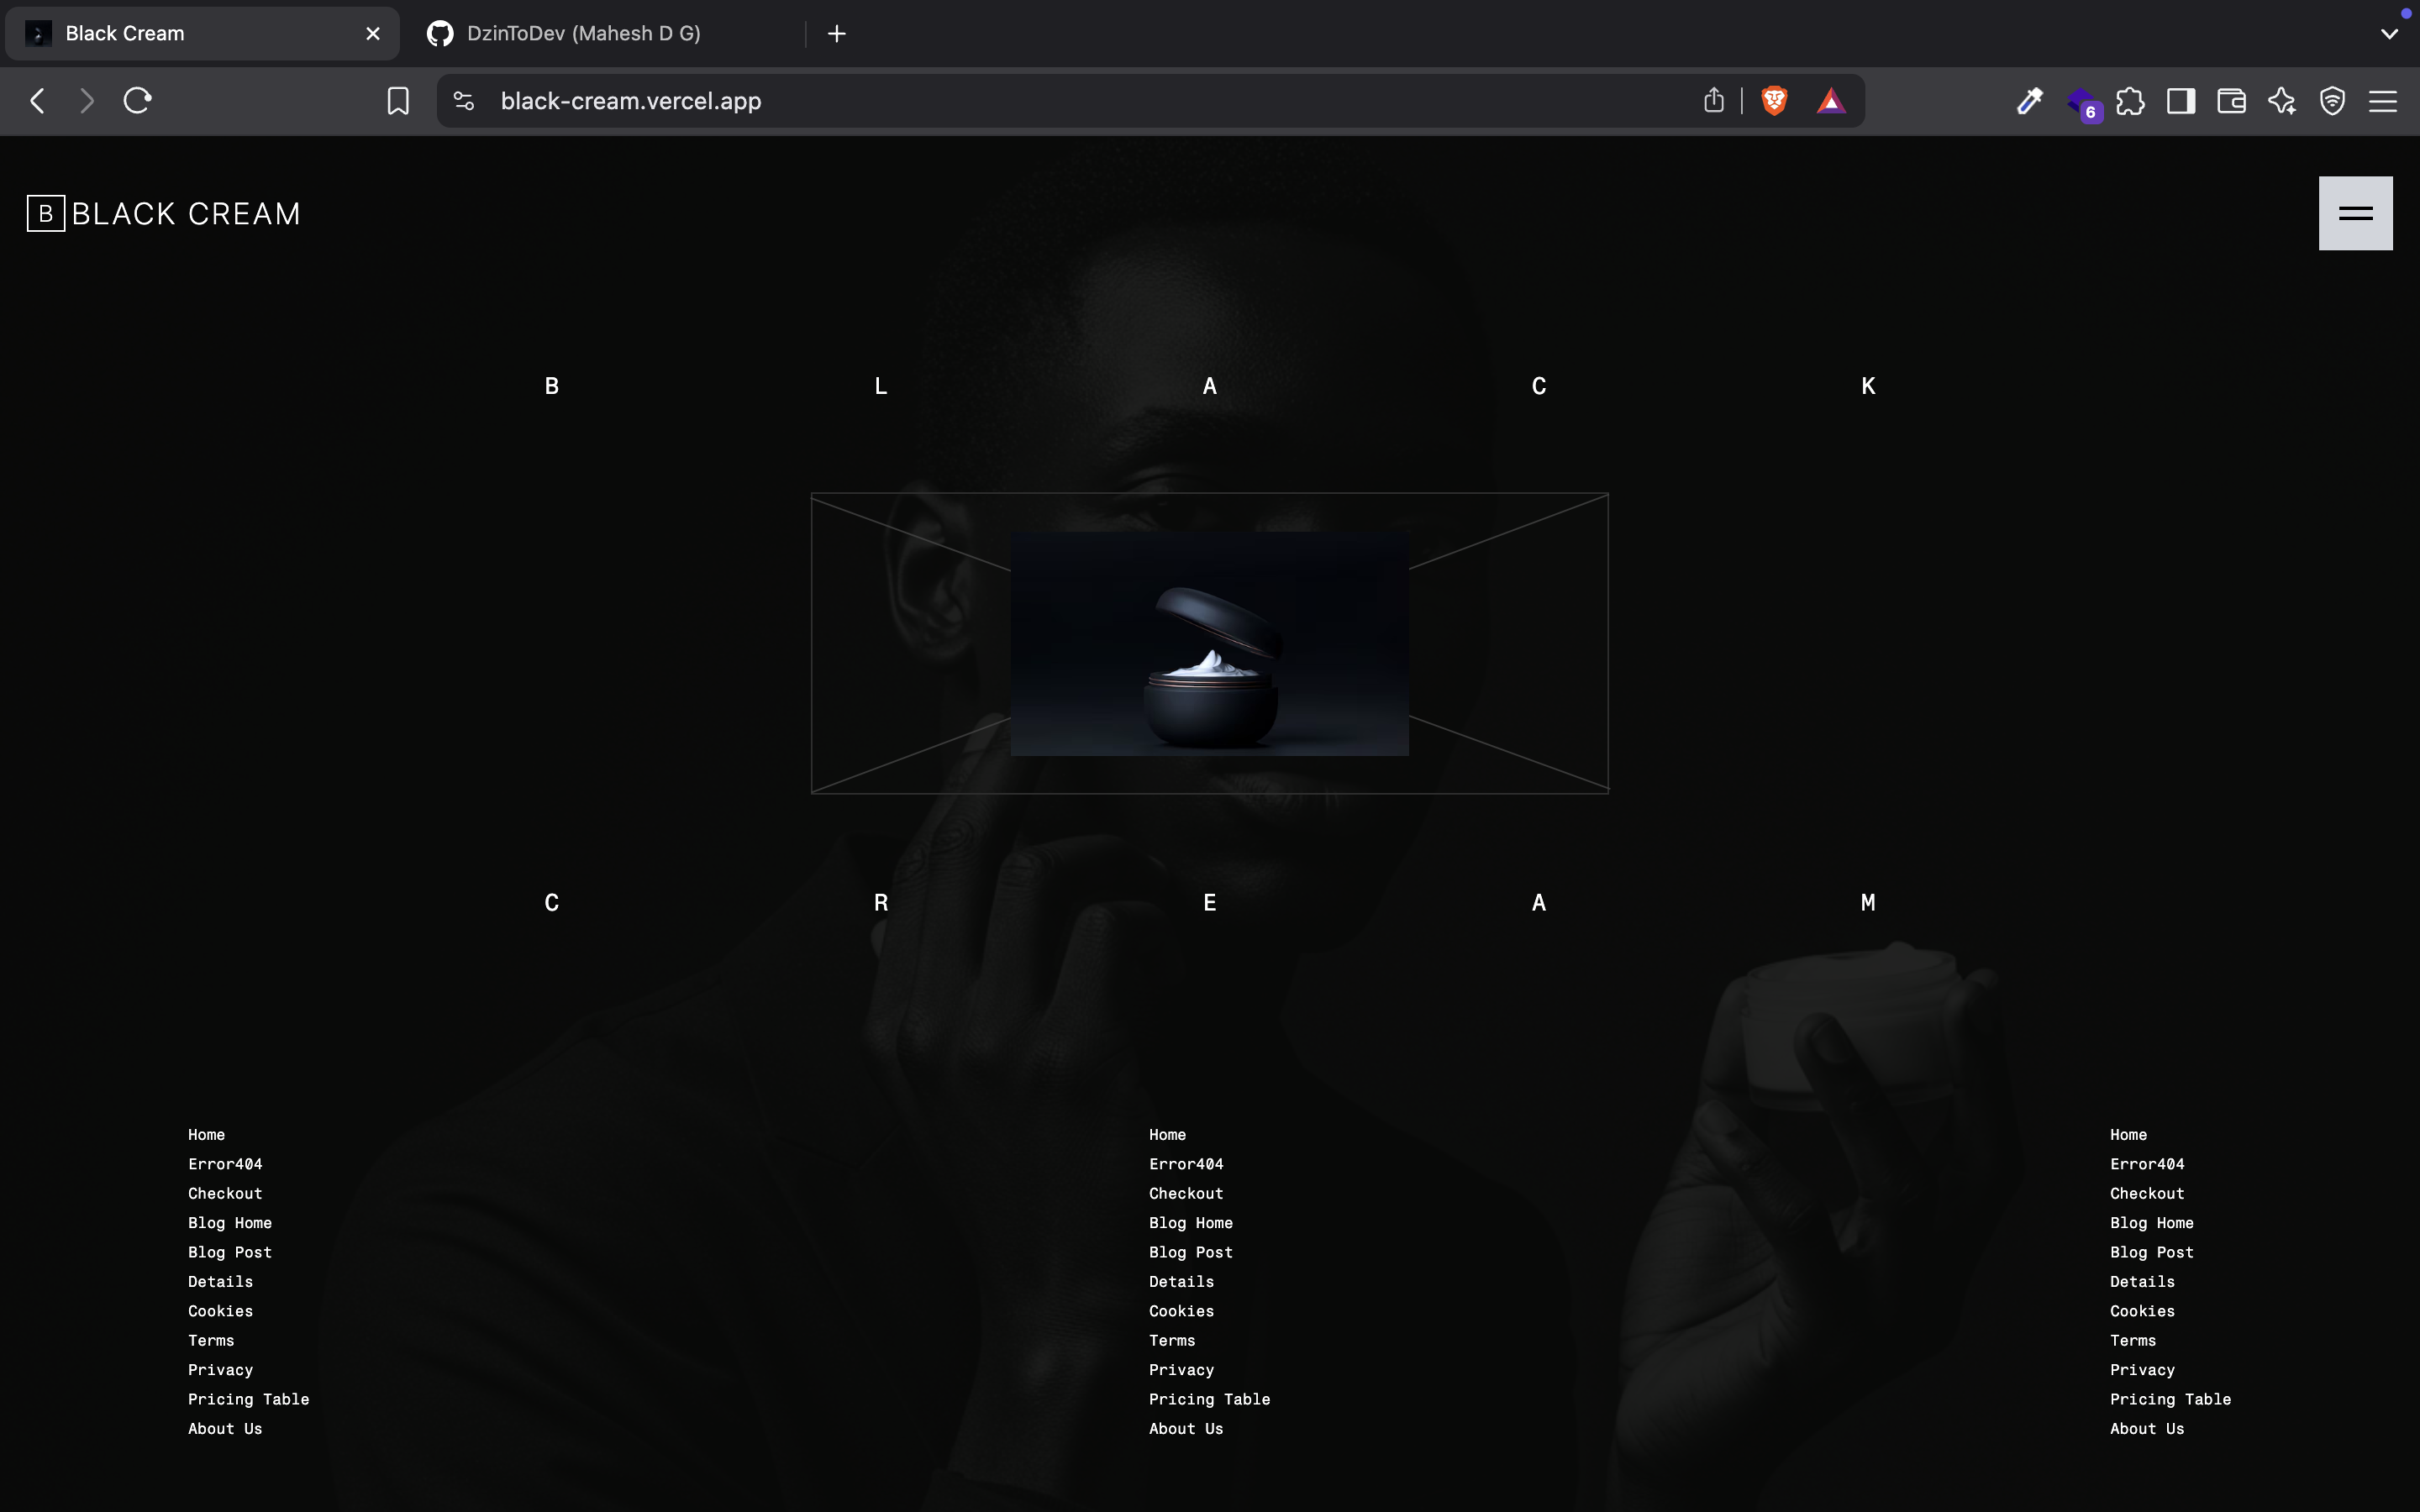 Black Cream
DzinToDev (Mahesh D G)
black-cream.vercel.app
6
B BLACK CREAM
B L A C K
C R E A M
Home
Error404
Checkout
Blog Home
Blog Post
Details
Cookies
Terms
Privacy
Pricing Table
About Us
Home
Error404
Checkout
Blog Home
Blog Post
Details
Cookies
Terms
Privacy
Pricing Table
About Us
Home
Error404
Checkout
Blog Home
Blog Post
Details
Cookies
Terms
Privacy
Pricing Table
About Us